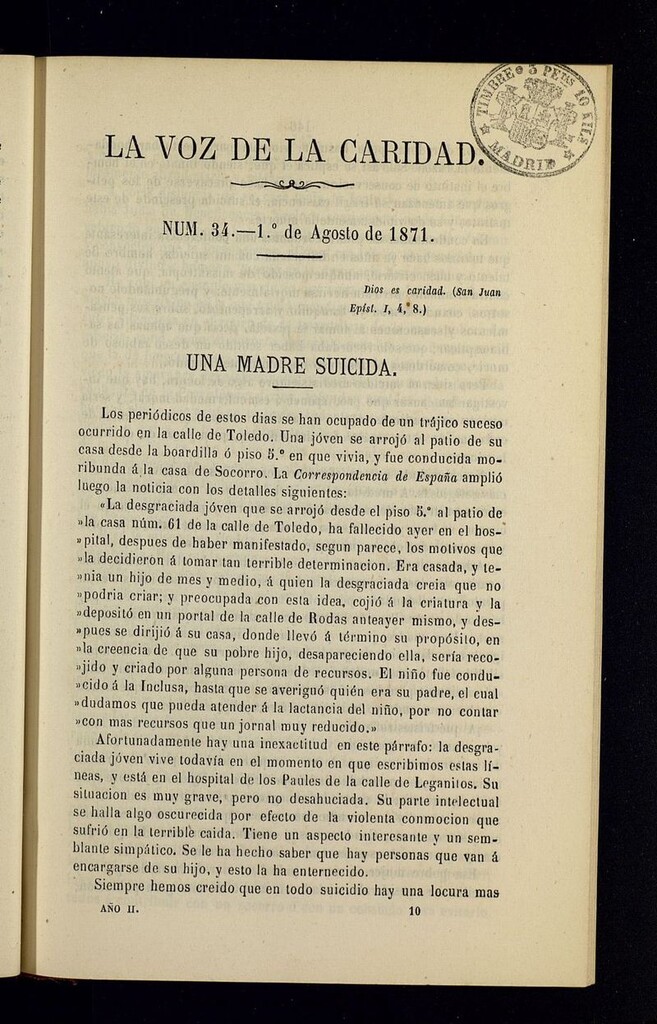 TIMBRE 3 PETAS 10 KILS
MADRID
LA VOZ DE LA CARIDAD.
NUM. 34.—1.º de Agosto de 1871.
Dios es caridad. (San Juan
Epíst. I, 4,º 8.)
UNA MADRE SUICIDA.
Los periódicos de estos dias se han ocupado de un trájico suceso
ocurrido en la calle de Toledo. Una jóven se arrojó al patio de su
casa desde la boardilla ó piso 5.º en que vivia, y fue conducida mo-
ribunda á la casa de Socorro. La Correspondencia de España amplió
luego la noticia con los detalles siguientes:
«La desgraciada jóven que se arrojó desde el piso 5.º al patio de
»la casa núm. 61 de la calle de Toledo, ha fallecido ayer en el hos-
»pital, despues de haber manifestado, segun parece, los motivos que
»la decidieron á tomar tan terrible determinacion. Era casada, y te-
»nia un hijo de mes y medio, á quien la desgraciada creia que no
»podria criar; y preocupada con esta idea, cojió á la criatura y la
»depositó en un portal de la calle de Rodas anteayer mismo, y des-
»pues se dirijió á su casa, donde llevó á término su propósito, en
»la creencia de que su pobre hijo, desapareciendo ella, sería reco-
»jido y criado por alguna persona de recursos. El niño fue condu-
»cido á la Inclusa, hasta que se averiguó quién era su padre, el cual
»dudamos que pueda atender á la lactancia del niño, por no contar
»con mas recursos que un jornal muy reducido.»
Afortunadamente hay una inexactitud en este párrafo: la desgra-
ciada jóven vive todavía en el momento en que escribimos estas lí-
neas, y está en el hospital de los Paules de la calle de Leganitos. Su
situacion es muy grave, pero no desahuciada. Su parte intelectual
se halla algo oscurecida por efecto de la violenta conmocion que
sufrió en la terrible caida. Tiene un aspecto interesante y un sem-
blante simpático. Se le ha hecho saber que hay personas que van á
encargarse de su hijo, y esto la ha enternecido.
Siempre hemos creido que en todo suicidio hay una locura mas
AÑO II. 10